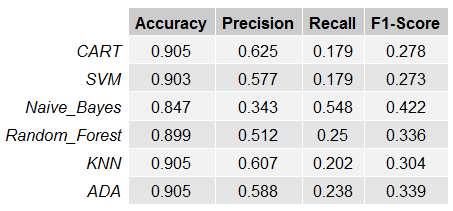 Accuracy Precision Recall F1-Score
CART 0.905 0.625 0.179 0.278
SVM 0.903 0.577 0.179 0.273
Naive_Bayes 0.847 0.343 0.548 0.422
Random_Forest 0.899 0.512 0.25 0.336
KNN 0.905 0.607 0.202 0.304
ADA 0.905 0.588 0.238 0.339